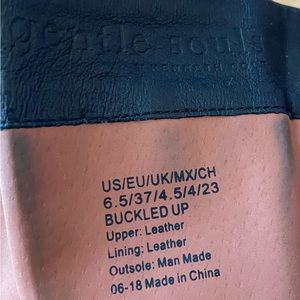 gentle souls
KENNETH COLE
US/EU/UK/MX/CH
6.5/37/4.5/4/23
BUCKLED UP
Upper: Leather
Lining: Leather
Outsole: Man Made
06-18 Made in China